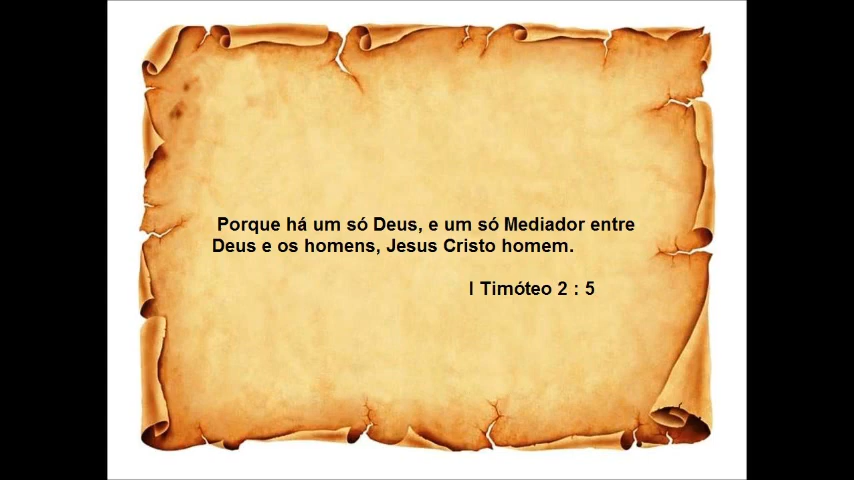 Porque há um só Deus, e um só Mediador entre
Deus e os homens, Jesus Cristo homem.
I Timóteo 2 : 5